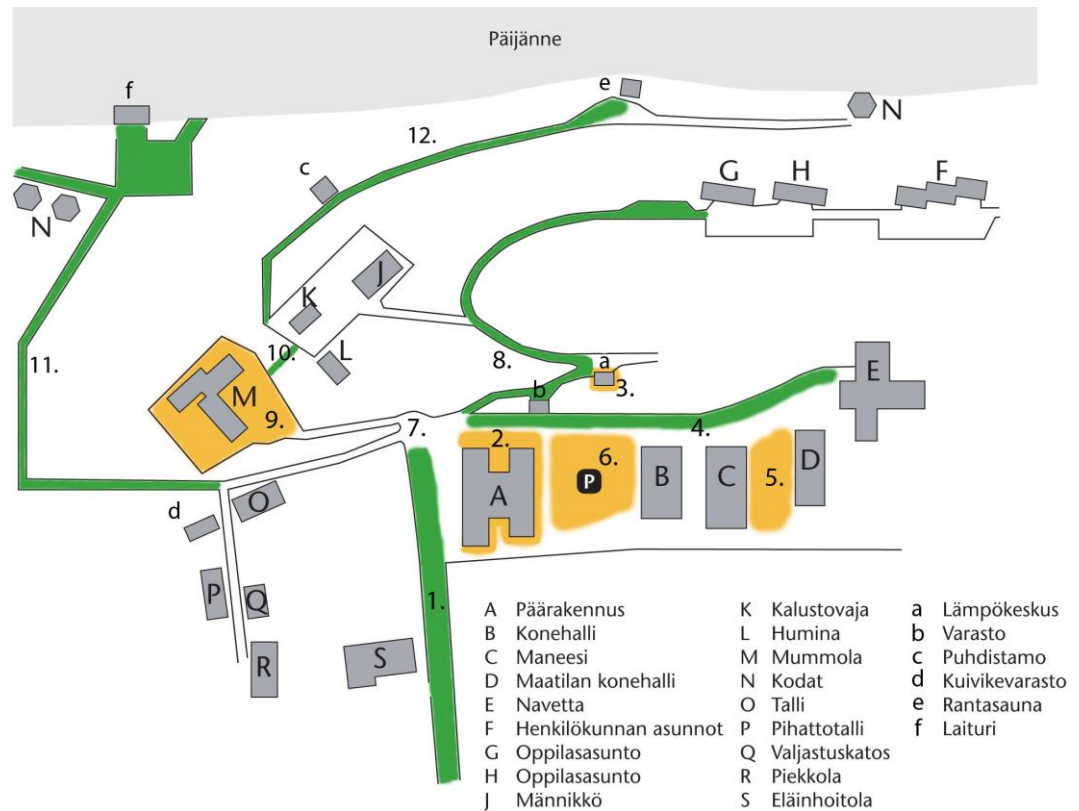 Päijänne
f
e
N
12.
c
G
H
F
N
J
K
10.
L
8.
a
3.
11.
M
9.
b
7.
E
4.
2.
6.
P
A
B
C
5.
D
O
d
P
Q
1.
R
S
A Päärakennus
B Konehalli
C Maneesi
D Maatilan konehalli
E Navetta
F Henkilökunnan asunnot
G Oppilasasunto
H Oppilasasunto
J Männikkö
K Kalustovaja
L Humina
M Mummola
N Kodat
O Talli
P Pihattotalli
Q Valjastuskatos
R Piekkola
S Eläinhoitola
a Lämpökeskus
b Varasto
c Puhdistamo
d Kuivikevarasto
e Rantasauna
f Laituri